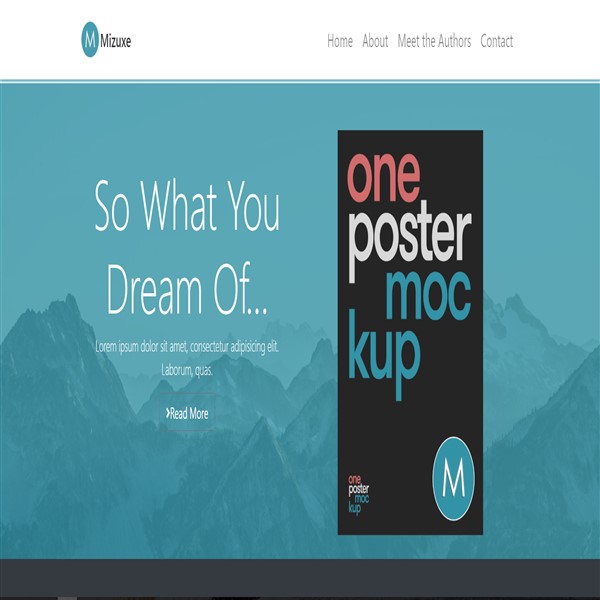 M Mizuxe
Home About Meet the Authors Contact
So What You
Dream Of...
Lorem ipsum dolor sit amet, consectetur adipisicing elit.
Laborum, quas.
Read More
one
poster
moc
kup
one
poster
moc
kup
M